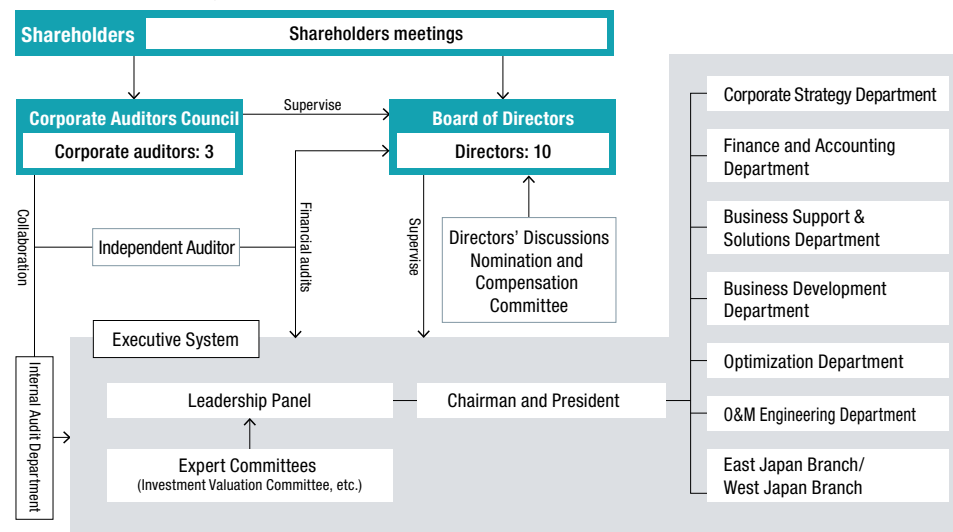 Shareholders
Shareholders meetings
Corporate Auditors Council
Corporate auditors: 3
Supervise
Board of Directors
Directors: 10
Collaboration
Independent Auditor
Financial audits
Supervise
Directors’ Discussions
Nomination and
Compensation
Committee
Executive System
Internal Audit Department
Leadership Panel
Chairman and President
Expert Committees
(Investment Valuation Committee, etc.)
Corporate Strategy Department
Finance and Accounting
Department
Business Support &
Solutions Department
Business Development
Department
Optimization Department
O&M Engineering Department
East Japan Branch/
West Japan Branch